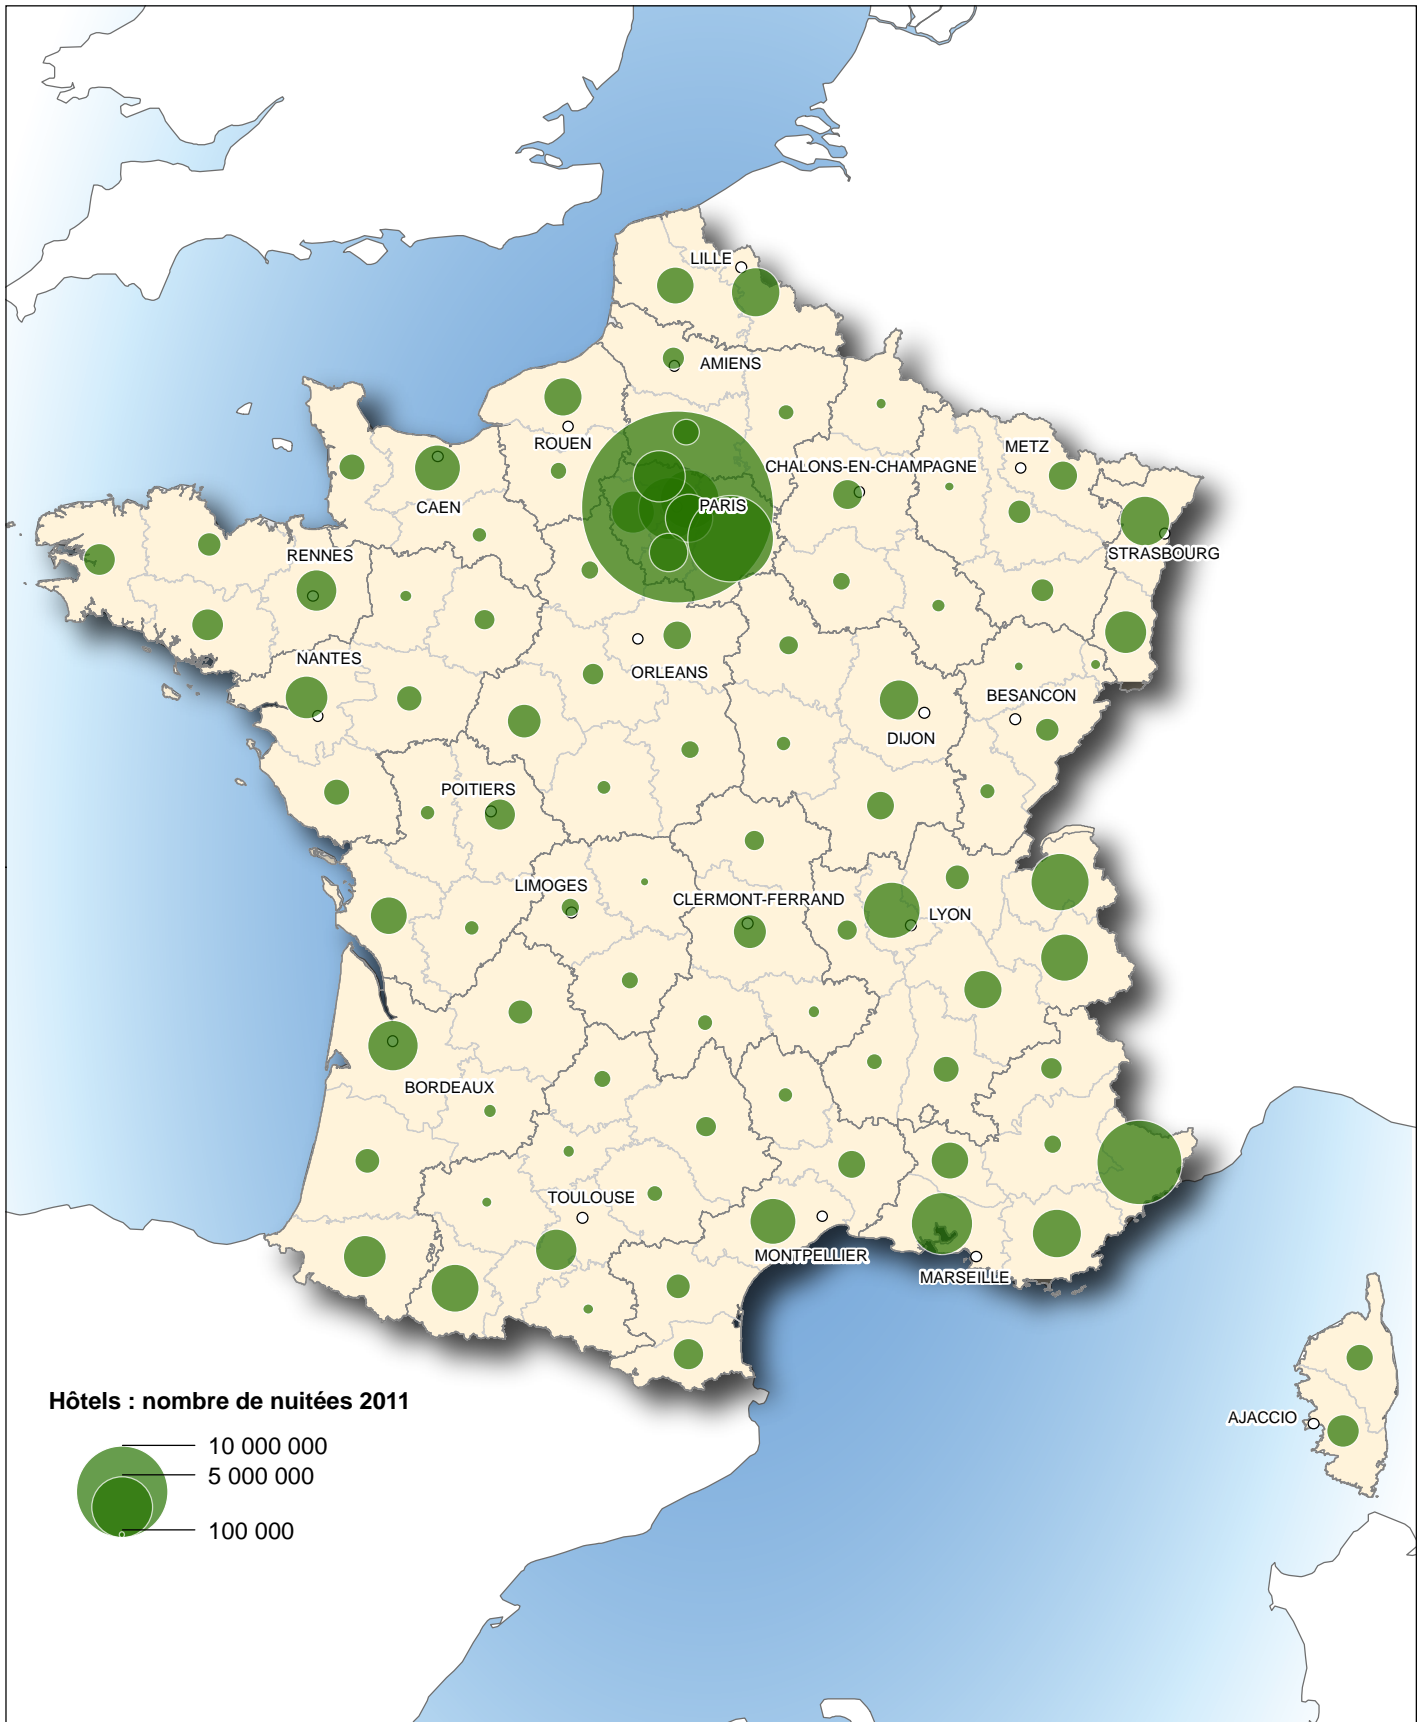 LILLE
AMIENS
ROUEN
METZ
CHALONS-EN-CHAMPAGNE
CAEN
PARIS
STRASBOURG
RENNES
NANTES
ORLEANS
BESANCON
DIJON
POITIERS
LIMOGES
CLERMONT-FERRAND
LYON
BORDEAUX
TOULOUSE
MONTPELLIER
MARSEILLE
Hôtels : nombre de nuitées 2011
AJACCIO
10 000 000
5 000 000
100 000